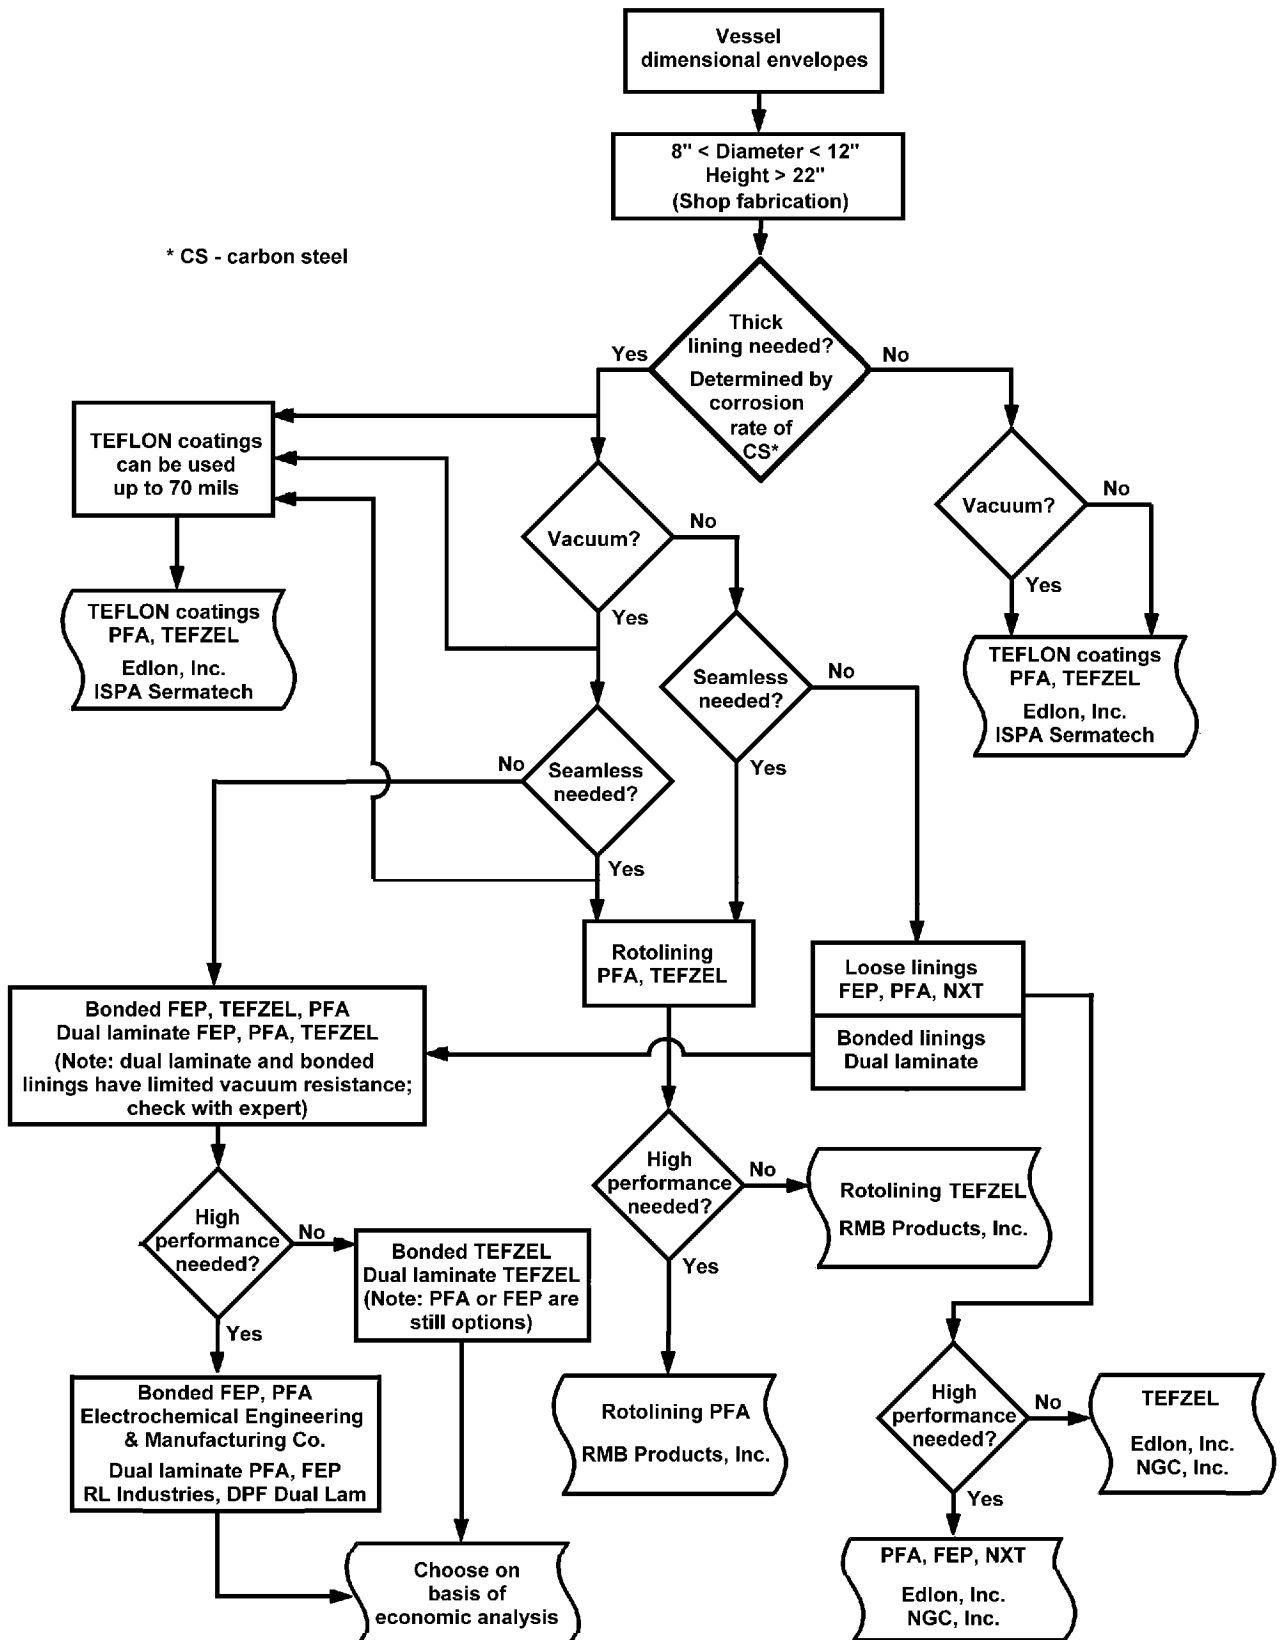 Vessel
dimensional envelopes
8" < Diameter < 12"
Height > 22"
(Shop fabrication)
* CS - carbon steel
Thick
lining needed?
Determined by
corrosion
rate of
CS*
Yes
No
TEFLON coatings
can be used
up to 70 mils
Vacuum?
No
Yes
Vacuum?
No
Yes
TEFLON coatings
PFA, TEFZEL
Edlon, Inc.
ISPA Sermatech
Seamless
needed?
No
Yes
TEFLON coatings
PFA, TEFZEL
Edlon, Inc.
ISPA Sermatech
No
Seamless
needed?
Yes
Rotolining
PFA, TEFZEL
Loose linings
FEP, PFA, NXT
Bonded linings
Dual laminate
Bonded FEP, TEFZEL, PFA
Dual laminate FEP, PFA, TEFZEL
(Note: dual laminate and bonded
linings have limited vacuum resistance;
check with expert)
High
performance
needed?
No
Yes
Rotolining TEFZEL
RMB Products, Inc.
High
performance
needed?
No
Yes
Bonded TEFZEL
Dual laminate TEFZEL
(Note: PFA or FEP are
still options)
Bonded FEP, PFA
Electrochemical Engineering
& Manufacturing Co.
Dual laminate PFA, FEP
RL Industries, DPF Dual Lam
Rotolining PFA
RMB Products, Inc.
High
performance
needed?
No
Yes
TEFZEL
Edlon, Inc.
NGC, Inc.
Choose on
basis of
economic analysis
PFA, FEP, NXT
Edlon, Inc.
NGC, Inc.